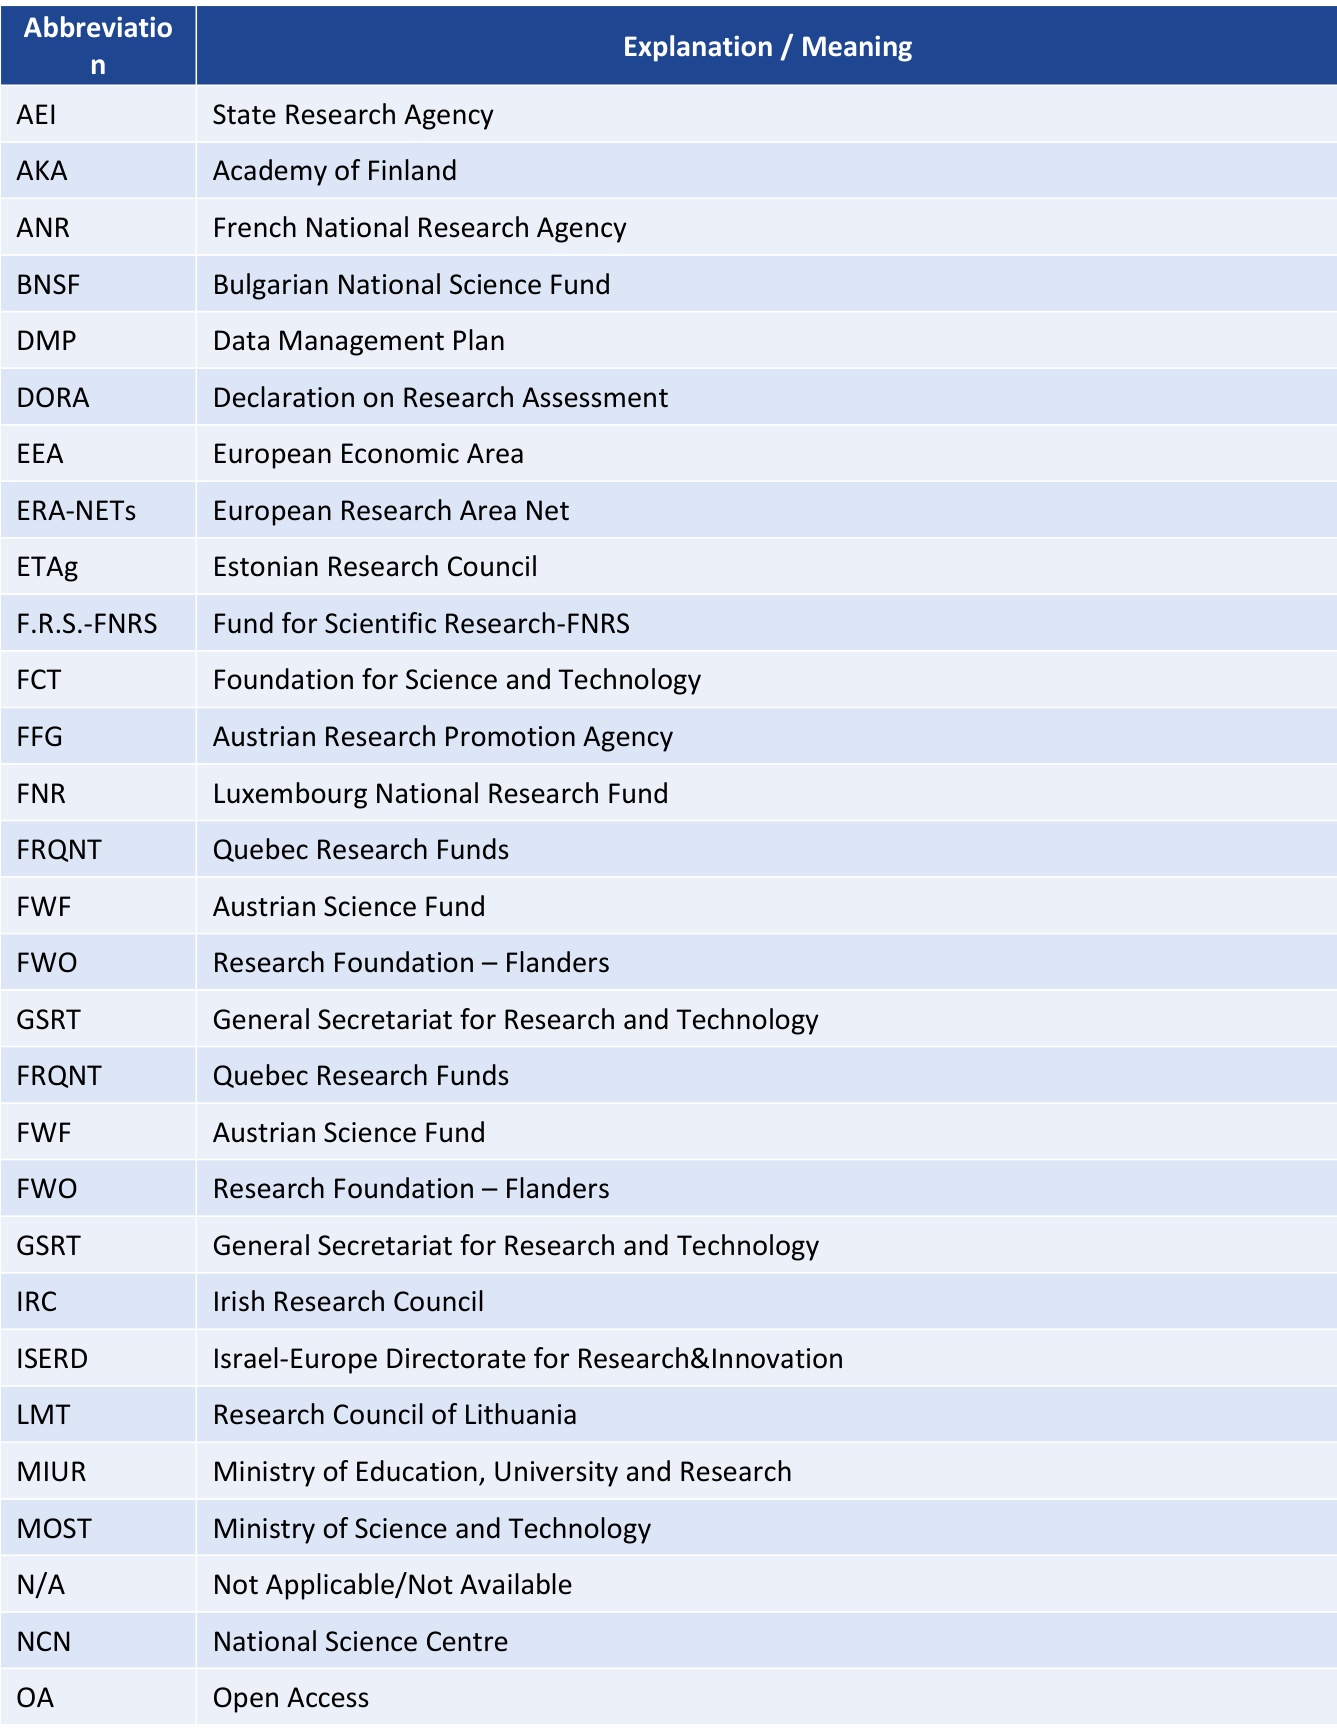 Abbreviatio
n
Explanation / Meaning
AEI State Research Agency
AKA Academy of Finland
ANR French National Research Agency
BNSF Bulgarian National Science Fund
DMP Data Management Plan
DORA Declaration on Research Assessment
EEA European Economic Area
ERA-NETs European Research Area Net
ETAg Estonian Research Council
F.R.S.-FNRS Fund for Scientific Research-FNRS
FCT Foundation for Science and Technology
FFG Austrian Research Promotion Agency
FNR Luxembourg National Research Fund
FRQNT Quebec Research Funds
FWF Austrian Science Fund
FWO Research Foundation – Flanders
GSRT General Secretariat for Research and Technology
FRQNT Quebec Research Funds
FWF Austrian Science Fund
FWO Research Foundation – Flanders
GSRT General Secretariat for Research and Technology
IRC Irish Research Council
ISERD Israel-Europe Directorate for Research&Innovation
LMT Research Council of Lithuania
MIUR Ministry of Education, University and Research
MOST Ministry of Science and Technology
N/A Not Applicable/Not Available
NCN National Science Centre
OA Open Access